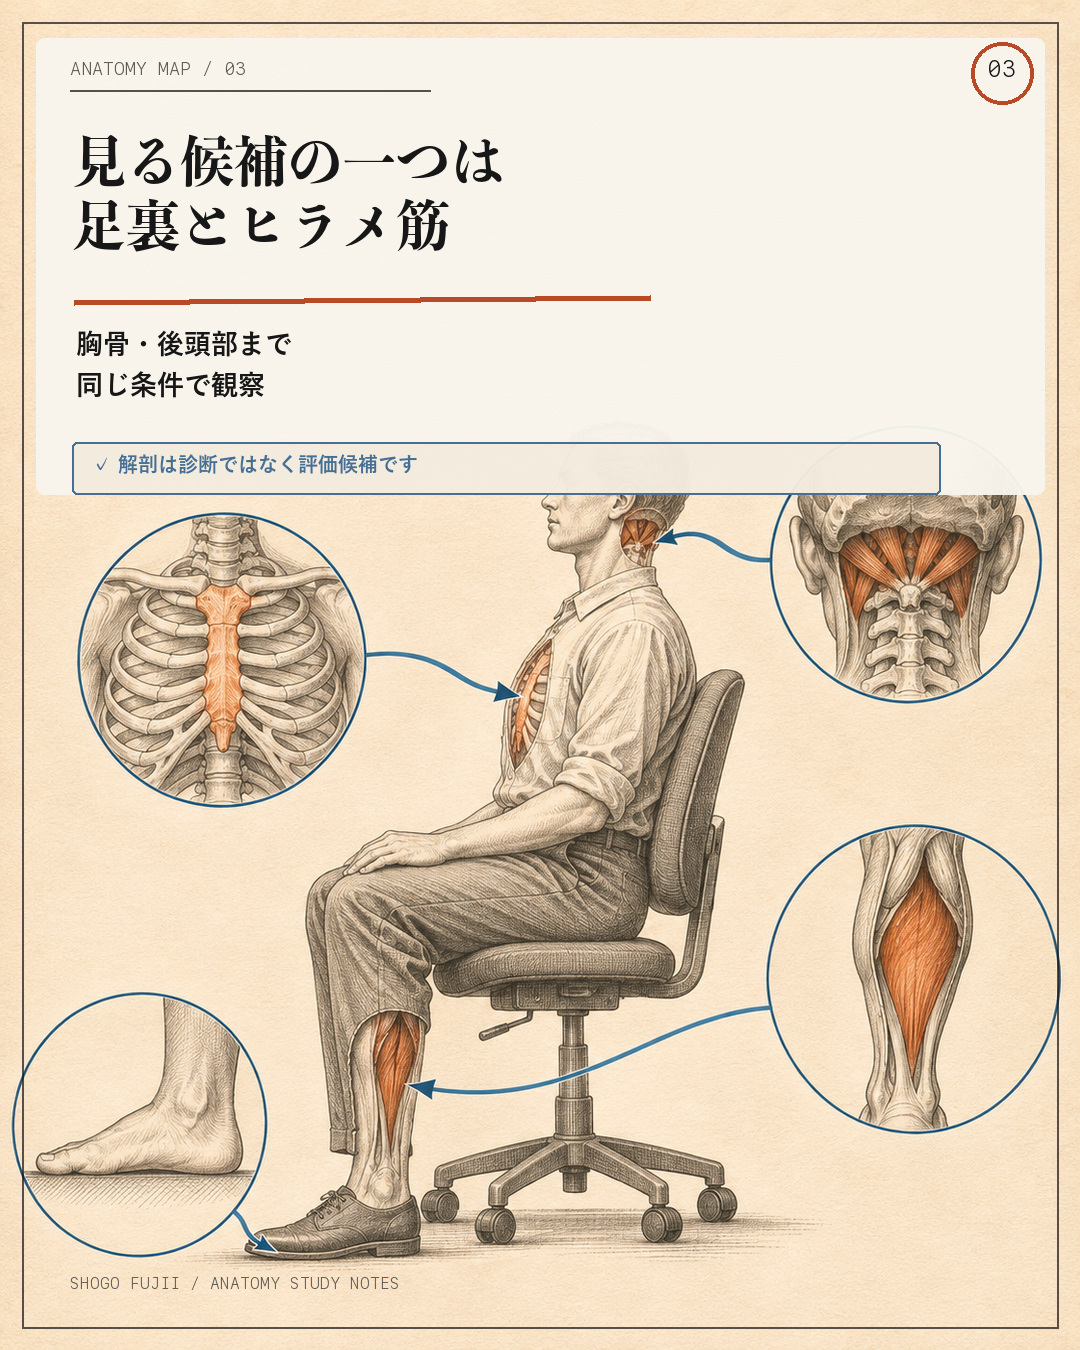 ANATOMY MAP / 03
03
見る候補の一つは
足裏とヒラメ筋
胸骨・後頭部まで
同じ条件で観察
✓ 解剖は診断ではなく評価候補です
SHOGO FUJII / ANATOMY STUDY NOTES